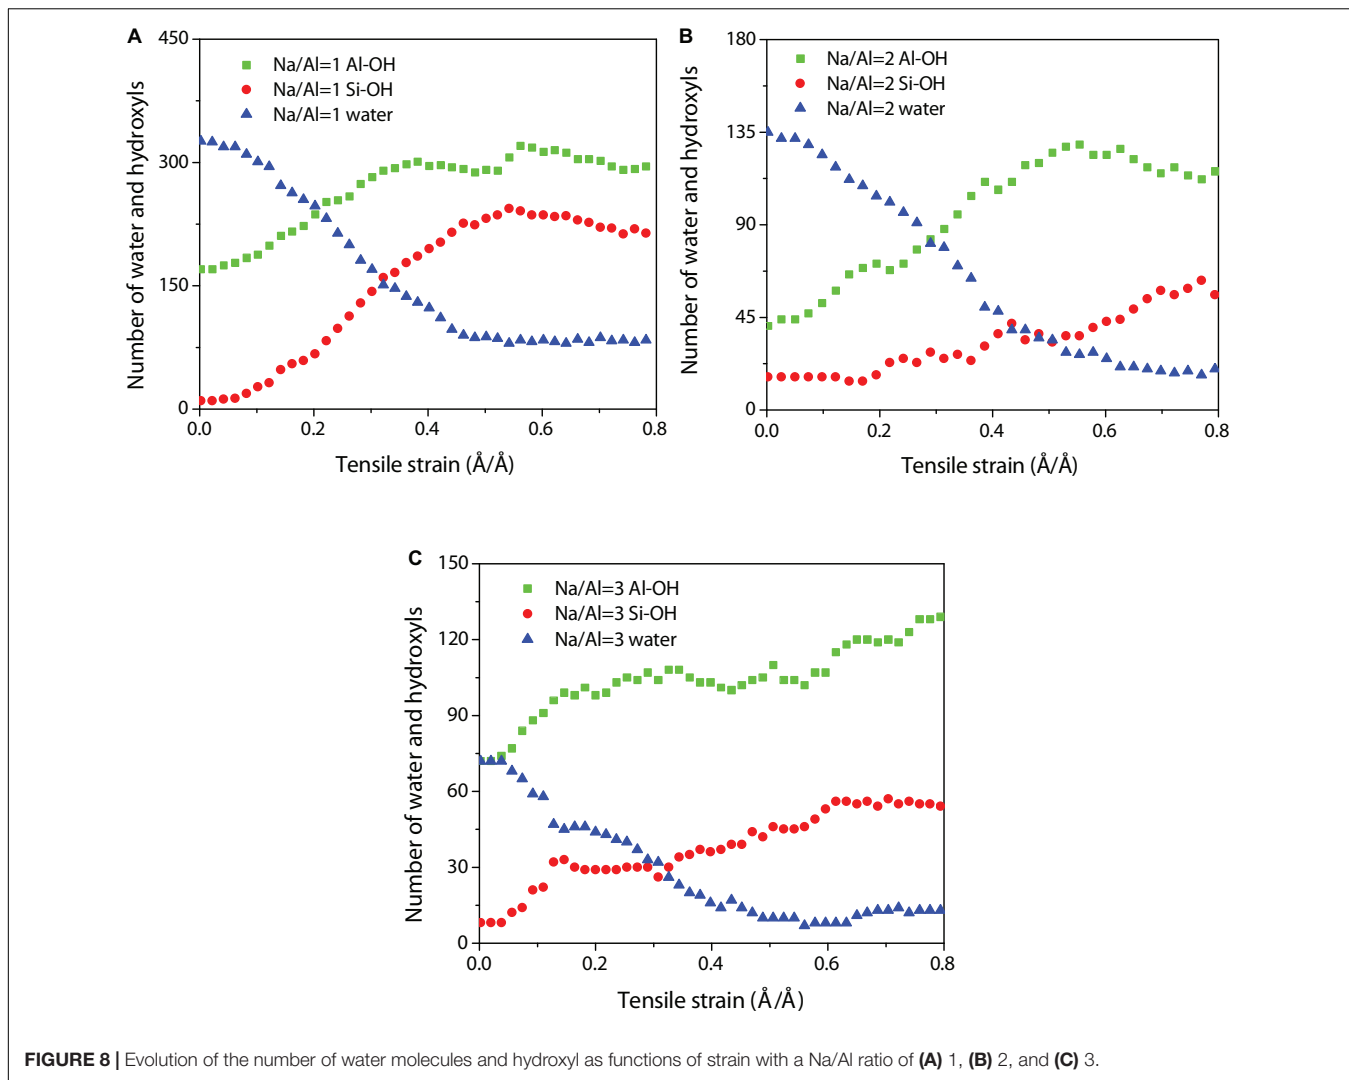 A
450
300
150
0
Number of water and hydroxyls
Na/Al=1 Al-OH
Na/Al=1 Si-OH
Na/Al=1 water
0.0 0.2 0.4 0.6 0.8
Tensile strain (Å/Å)
B
180
135
90
45
0
Number of water and hydroxyls
Na/Al=2 Al-OH
Na/Al=2 Si-OH
Na/Al=2 water
0.0 0.2 0.4 0.6 0.8
Tensile strain (Å/Å)
C
150
120
90
60
30
0
Number of water and hydroxyls
Na/Al=3 Al-OH
Na/Al=3 Si-OH
Na/Al=3 water
0.0 0.2 0.4 0.6 0.8
Tensile strain (Å/Å)
FIGURE 8 | Evolution of the number of water molecules and hydroxyl as functions of strain with a Na/Al ratio of (A) 1, (B) 2, and (C) 3.